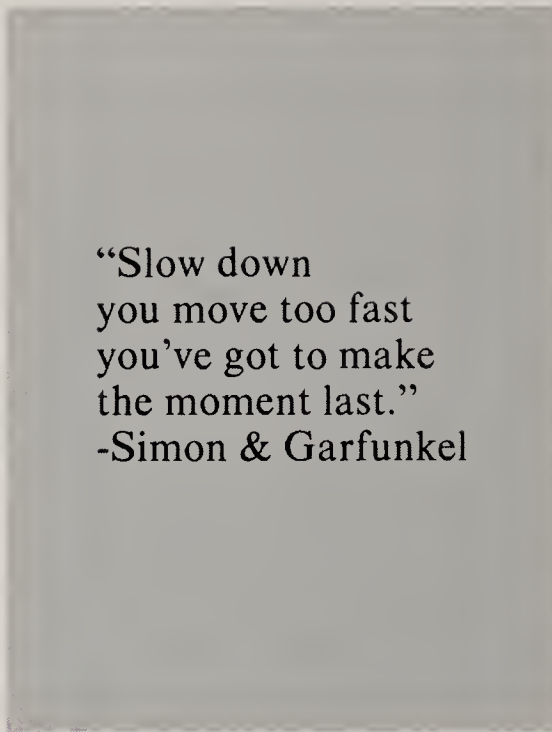 “Slow down
you move too fast
you've got to make
the moment last.”
-Simon & Garfunkel